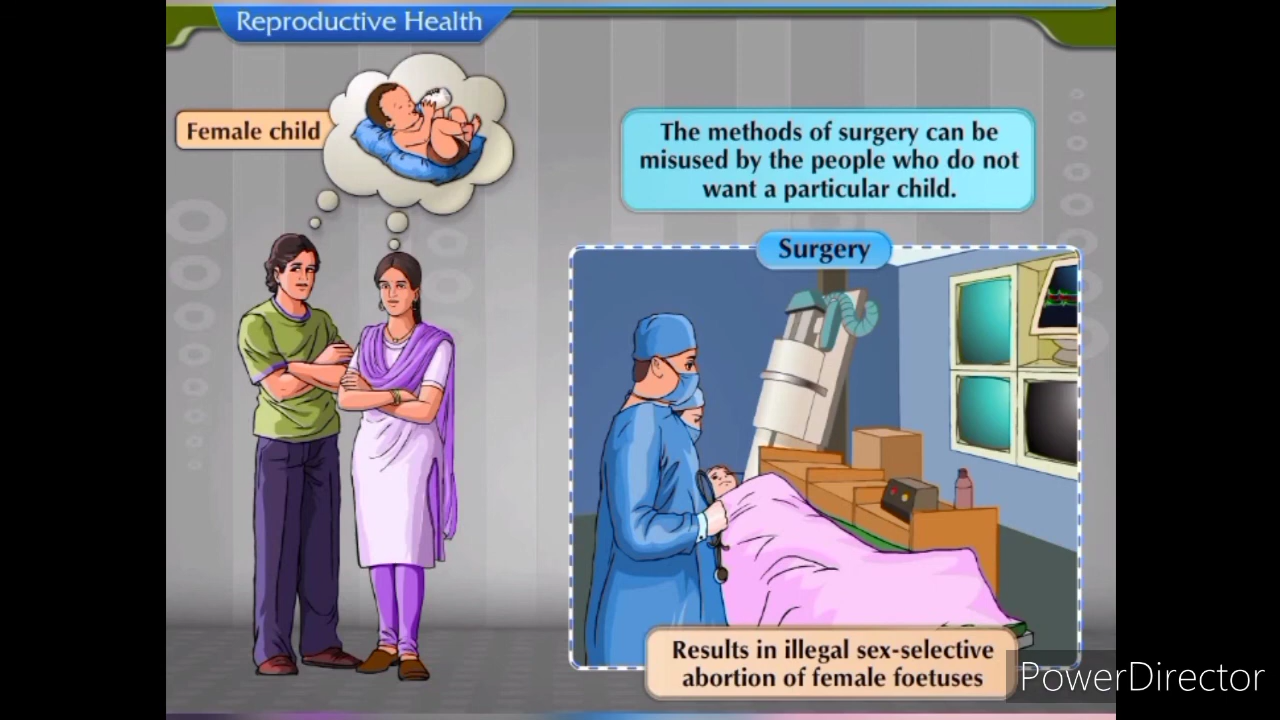 Reproductive Health
Female child
The methods of surgery can be
misused by the people who do not
want a particular child.
Surgery
Results in illegal sex-selective
abortion of female foetuses
PowerDirector